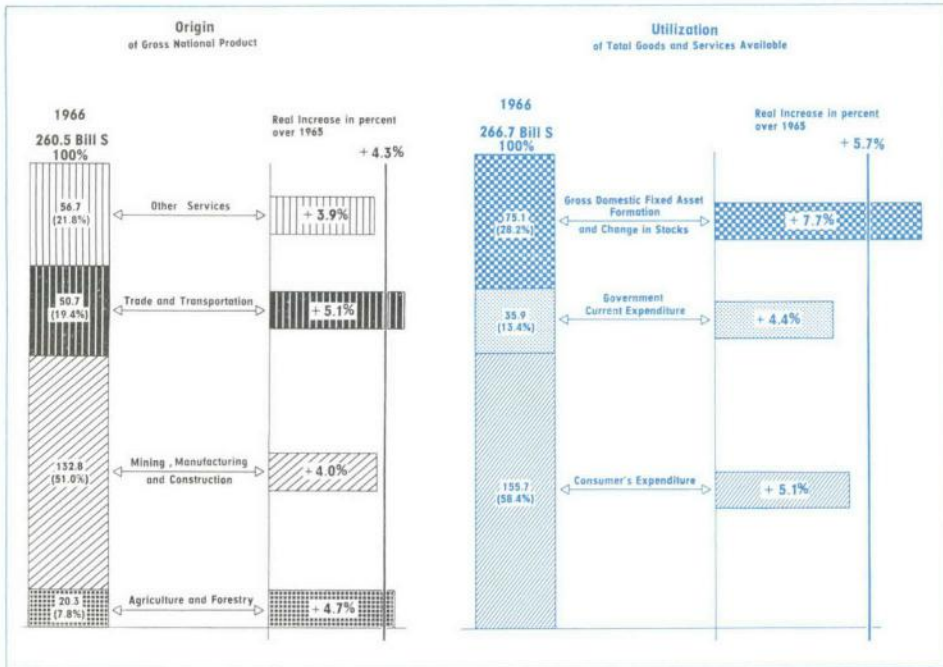 Origin
of Gross National Product
1966
260.5 Bill S
100%
Real Increase in percent
over 1965
+ 4.3%
56.7
(21.8%)
Other Services
+ 3.9%
50.7
(19.4%)
Trade and Transportation
+ 5.1%
132.8
(51.0%)
Mining , Manufacturing
and Construction
+ 4.0%
20.3
(7.8%)
Agriculture and Forestry
+ 4.7%
Utilization
of Total Goods and Services Available
1966
266.7 Bill S
100%
Real Increase in percent
over 1965
+ 5.7%
75.1
(28.2%)
Gross Domestic Fixed Asset
Formation
and Change in Stocks
+ 7.7%
35.9
(13.4%)
Government
Current Expenditure
+ 4.4%
155.7
(58.4%)
Consumer's Expenditure
+ 5.1%